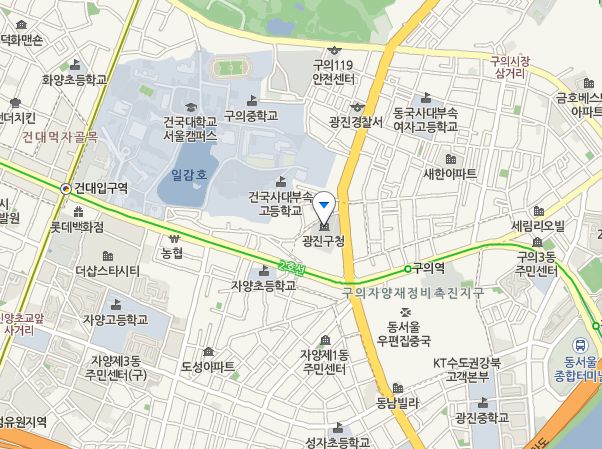 덕화맨숀
화양초등학교
구의119
안전센터
구의시장
삼거리
금호베스트
아파트
건대먹자골목
건국대학교
서울캠퍼스
구의중학교
광진경찰서
동국사대부속
여자고등학교
일감호
새한아파트
건대입구역
건국사대부속
고등학교
롯데백화점
광진구청
세림리오빌
농협
구의3동
주민센터
더샵스타시티
2호선
구의역
자양초등학교
구의자양재정비촉진지구
자양고등학교
동서울
우편집중국
사거리
자양제3동
주민센터(구)
도성아파트
자양제1동
주민센터
KT수도권강북
고객본부
동서울
종합터미널
동남빌라
광진중학교
섬유원지역
성자초등학교